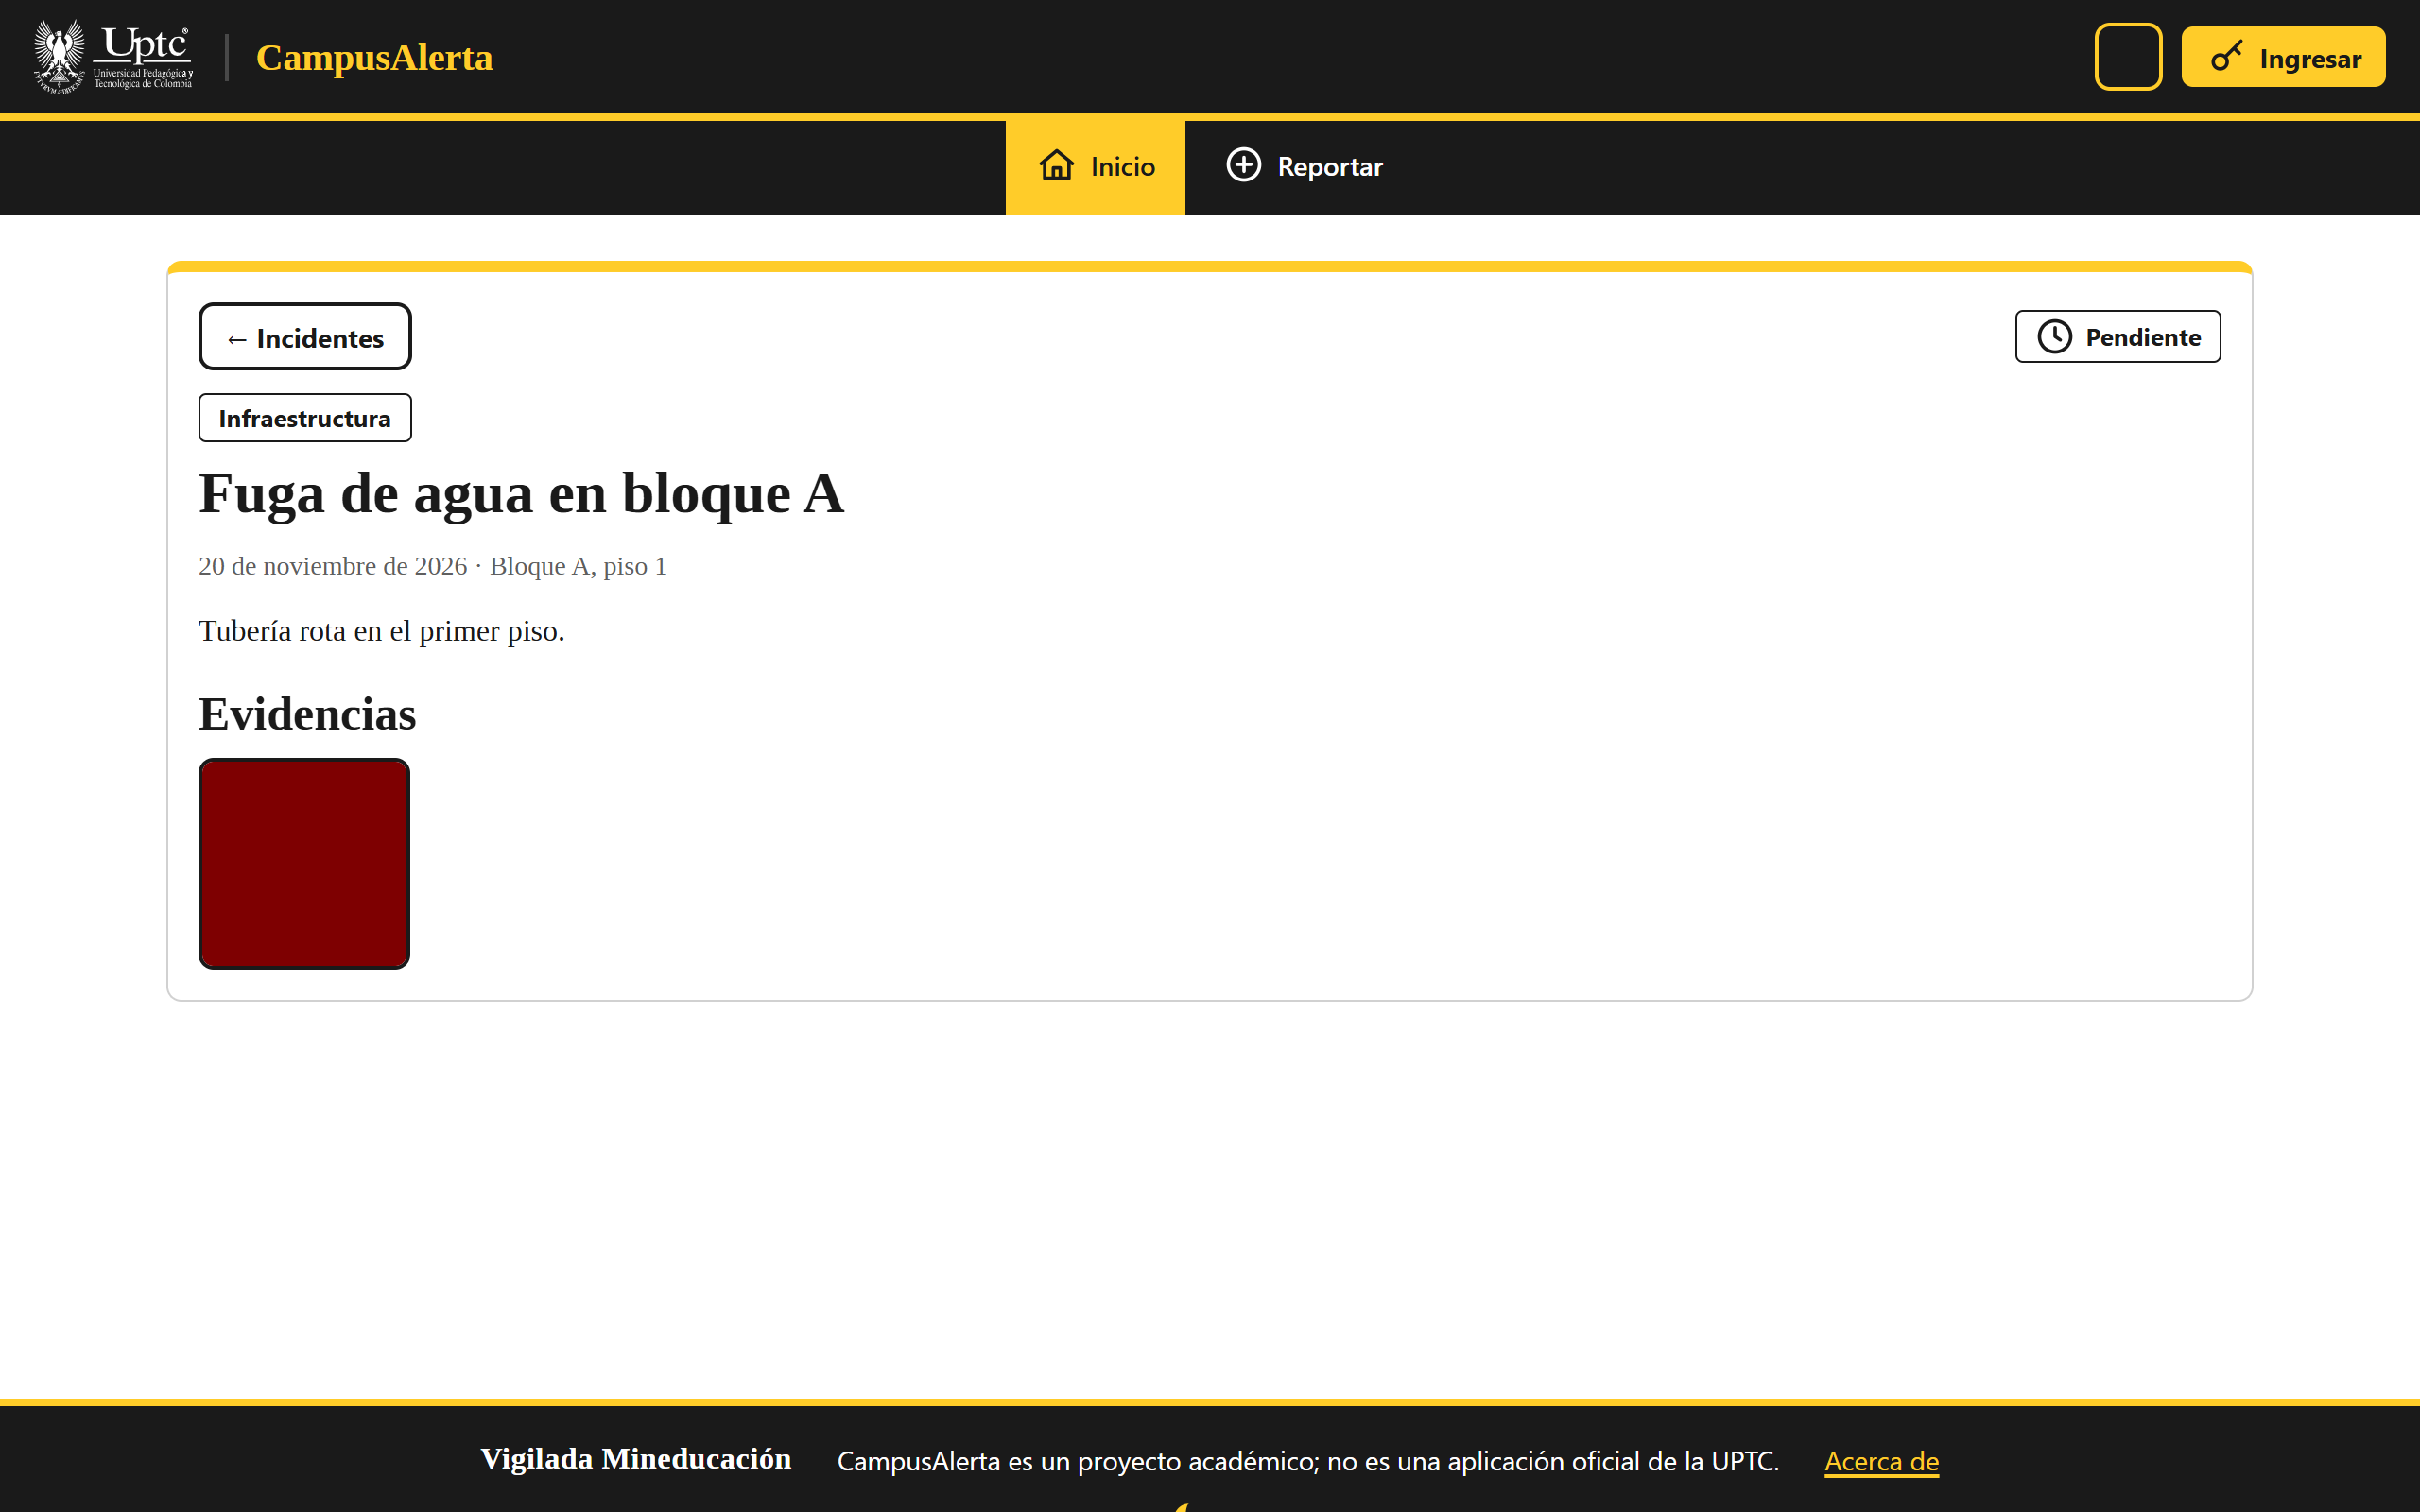 Uptc®
Universidad Pedagógica y
Tecnológica de Colombia
CampusAlerta
Ingresar
Inicio
Reportar
← Incidentes
Pendiente
Infraestructura
Fuga de agua en bloque A
20 de noviembre de 2026 · Bloque A, piso 1
Tubería rota en el primer piso.
Evidencias
Vigilada Mineducación
CampusAlerta es un proyecto académico; no es una aplicación oficial de la UPTC.
Acerca de